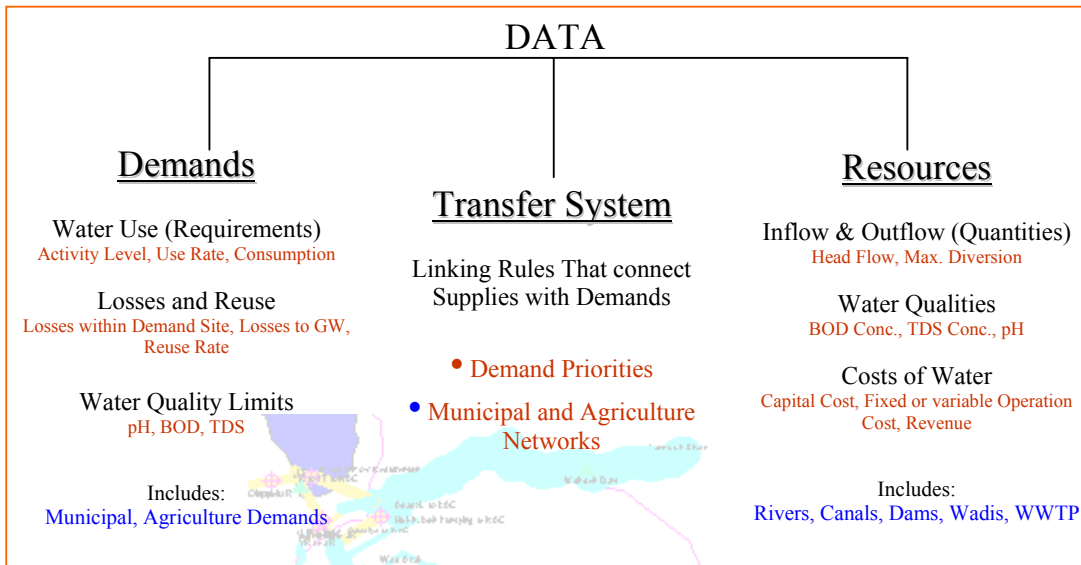 DATA
Demands
Water Use (Requirements)
Activity Level, Use Rate, Consumption
Losses and Reuse
Losses within Demand Site, Losses to GW,
Reuse Rate
Water Quality Limits
pH, BOD, TDS
Includes:
Municipal, Agriculture Demands
Transfer System
Linking Rules That connect
Supplies with Demands
• Demand Priorities
• Municipal and Agriculture
Networks
Resources
Inflow & Outflow (Quantities)
Head Flow, Max. Diversion
Water Qualities
BOD Conc., TDS Conc., pH
Costs of Water
Capital Cost, Fixed or variable Operation
Cost, Revenue
Includes:
Rivers, Canals, Dams, Wadis, WWTP